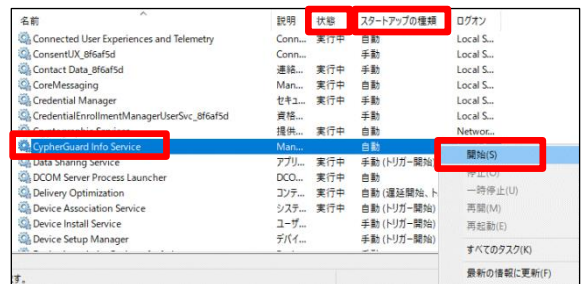 名前 説明 状態 スタートアップの種類 ログオン
Connected User Experiences and Telemetry Conn... 実行中 自動 Local S...
ConsentUX_8f6af5d Conn... 手動 Local S...
Contact Data_8f6af5d 連絡... 実行中 手動 Local S...
CoreMessaging Man... 実行中 自動 Local S...
Credential Manager セキュ... 実行中 手動 Local S...
CredentialEnrollmentManagerUserSvc_8f6af5d 資格... 手動 Local S...
提供... 実行中 自動 Networ...
CypherGuard Info Service Man... 自動
Data Sharing Service アプリ... 実行中 手動 (トリガー開始)
DCOM Server Process Launcher DCO... 実行中 自動
Delivery Optimization コンテ... 実行中 自動 (遅延開始、ト
Device Association Service システ... 実行中 自動 (トリガー開始)
Device Install Service ユーザ... 手動 (トリガー開始)
Device Setup Manager デバイ... 手動 (トリガー開始)
開始(S)
停止(O)
一時停止(U)
再開(M)
再起動(E)
すべてのタスク(K)
最新の情報に更新(F)
す。